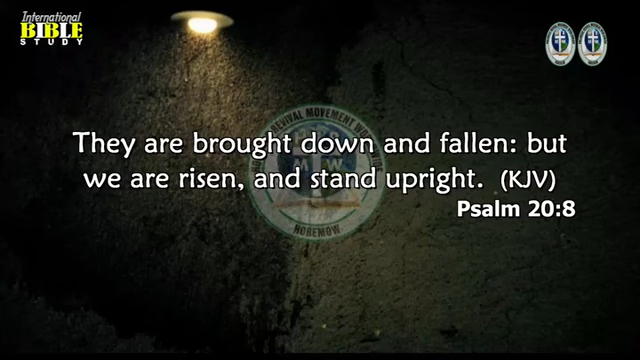 International
BIBLE
STUDY
They are brought down and fallen: but
we are risen, and stand upright. (KJV)
Psalm 20:8
HOREMOW